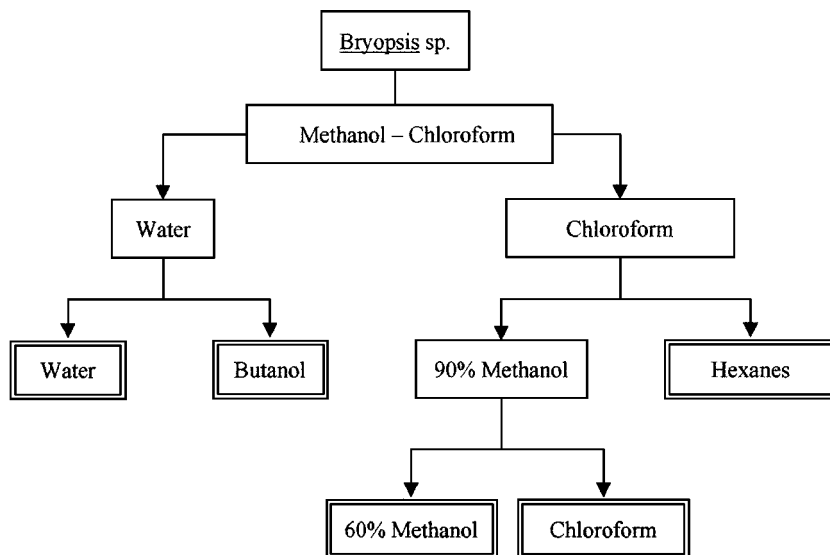 Bryopsis sp.
Methanol – Chloroform
Water
Chloroform
Water
Butanol
90% Methanol
Hexanes
60% Methanol
Chloroform